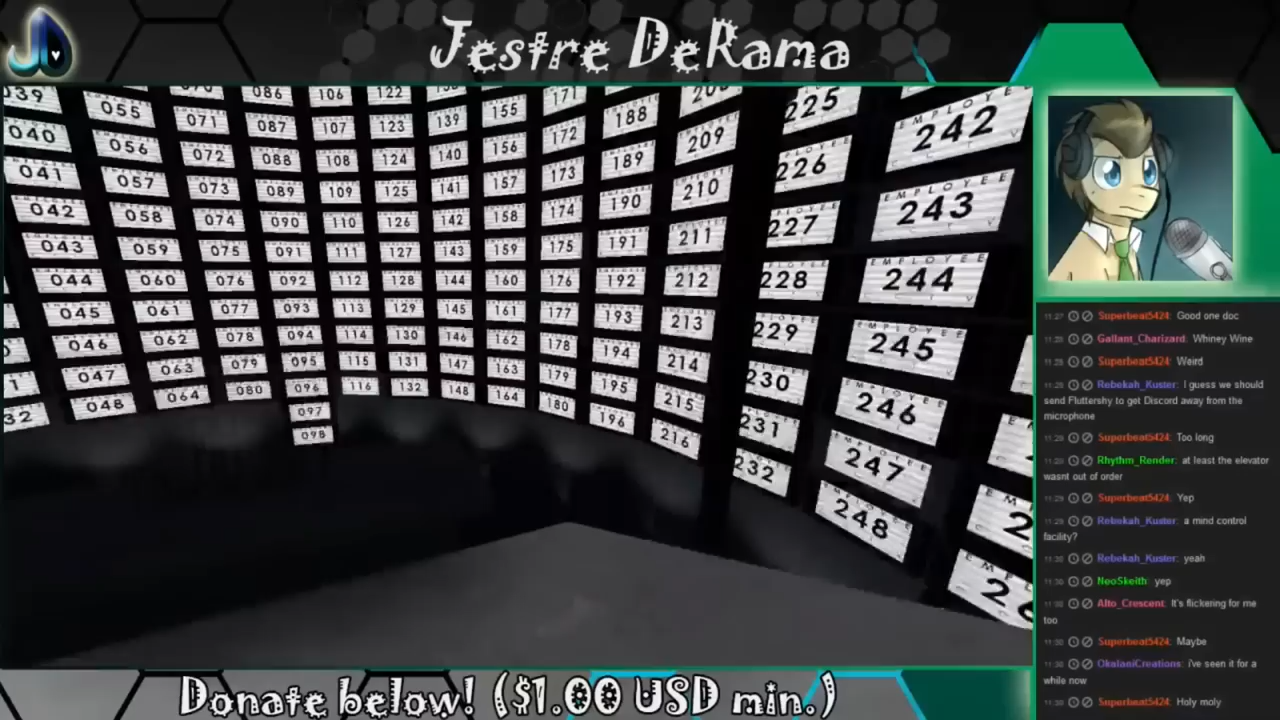 JD
Jestre DeRama
039 055 070 086 106 122 139 155 171 188 209 225 242
040 056 071 087 107 123 140 156 172 189 210 226 243
041 057 072 088 108 124 141 157 173 190 211 227 244
042 058 073 089 109 125 142 158 174 191 212 228 245
043 059 074 090 110 126 143 159 175 192 213 229 246
044 060 075 091 111 127 144 160 176 193 214 230 247
045 061 076 092 112 128 145 161 177 194 215 231 248
046 062 077 093 113 129 146 162 178 195 216 232
047 063 078 094 114 130 147 163 179 196
048 064 079 095 115 131 148 164 180
080 096 116 132
097
098
EMPLOYEE
EMPLOYEE
EMPLOYEE
EMPLOYEE
EMPLOYEE
EMPLOYEE
EMPLOYEE
11:27 Superbeat5424: Good one doc
Gallant_Charizard: Whiney Wine
Superbeat5424: Weird
Rebekah_Kuster: I guess we should
send Fluttershy to get Discord away from the
microphone
Superbeat5424: Too long
Rhythm_Render: at least the elevator
wasnt out of order
Superbeat5424: Yep
Rebekah_Kuster: a mind control
facility?
Rebekah_Kuster: yeah
NeoSkeith: yep
Alto_Crescent: It's flickering for me
too
Superbeat5424: Maybe
OkalaniCreations: i've seen it for a
while now
Superbeat5424: Holy moly
Donate below! ($1.00 USD min.)